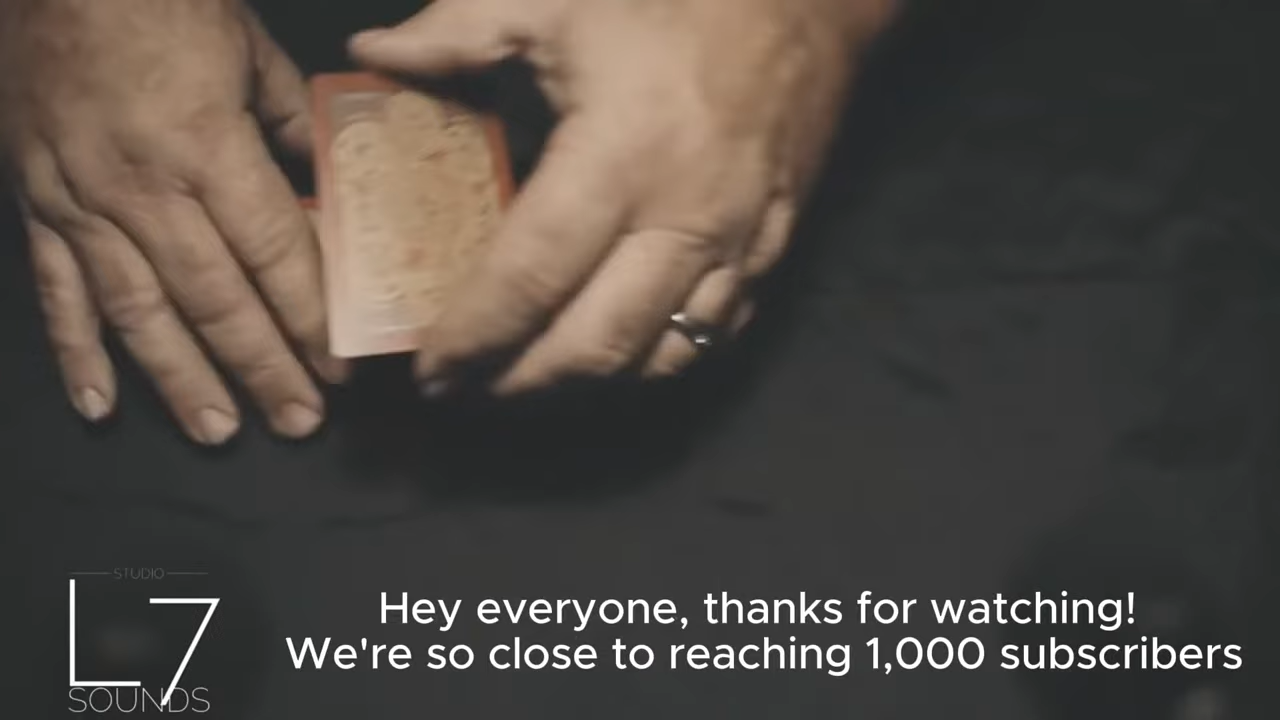 STUDIO
L7
SOUNDS
Hey everyone, thanks for watching!
We're so close to reaching 1,000 subscribers